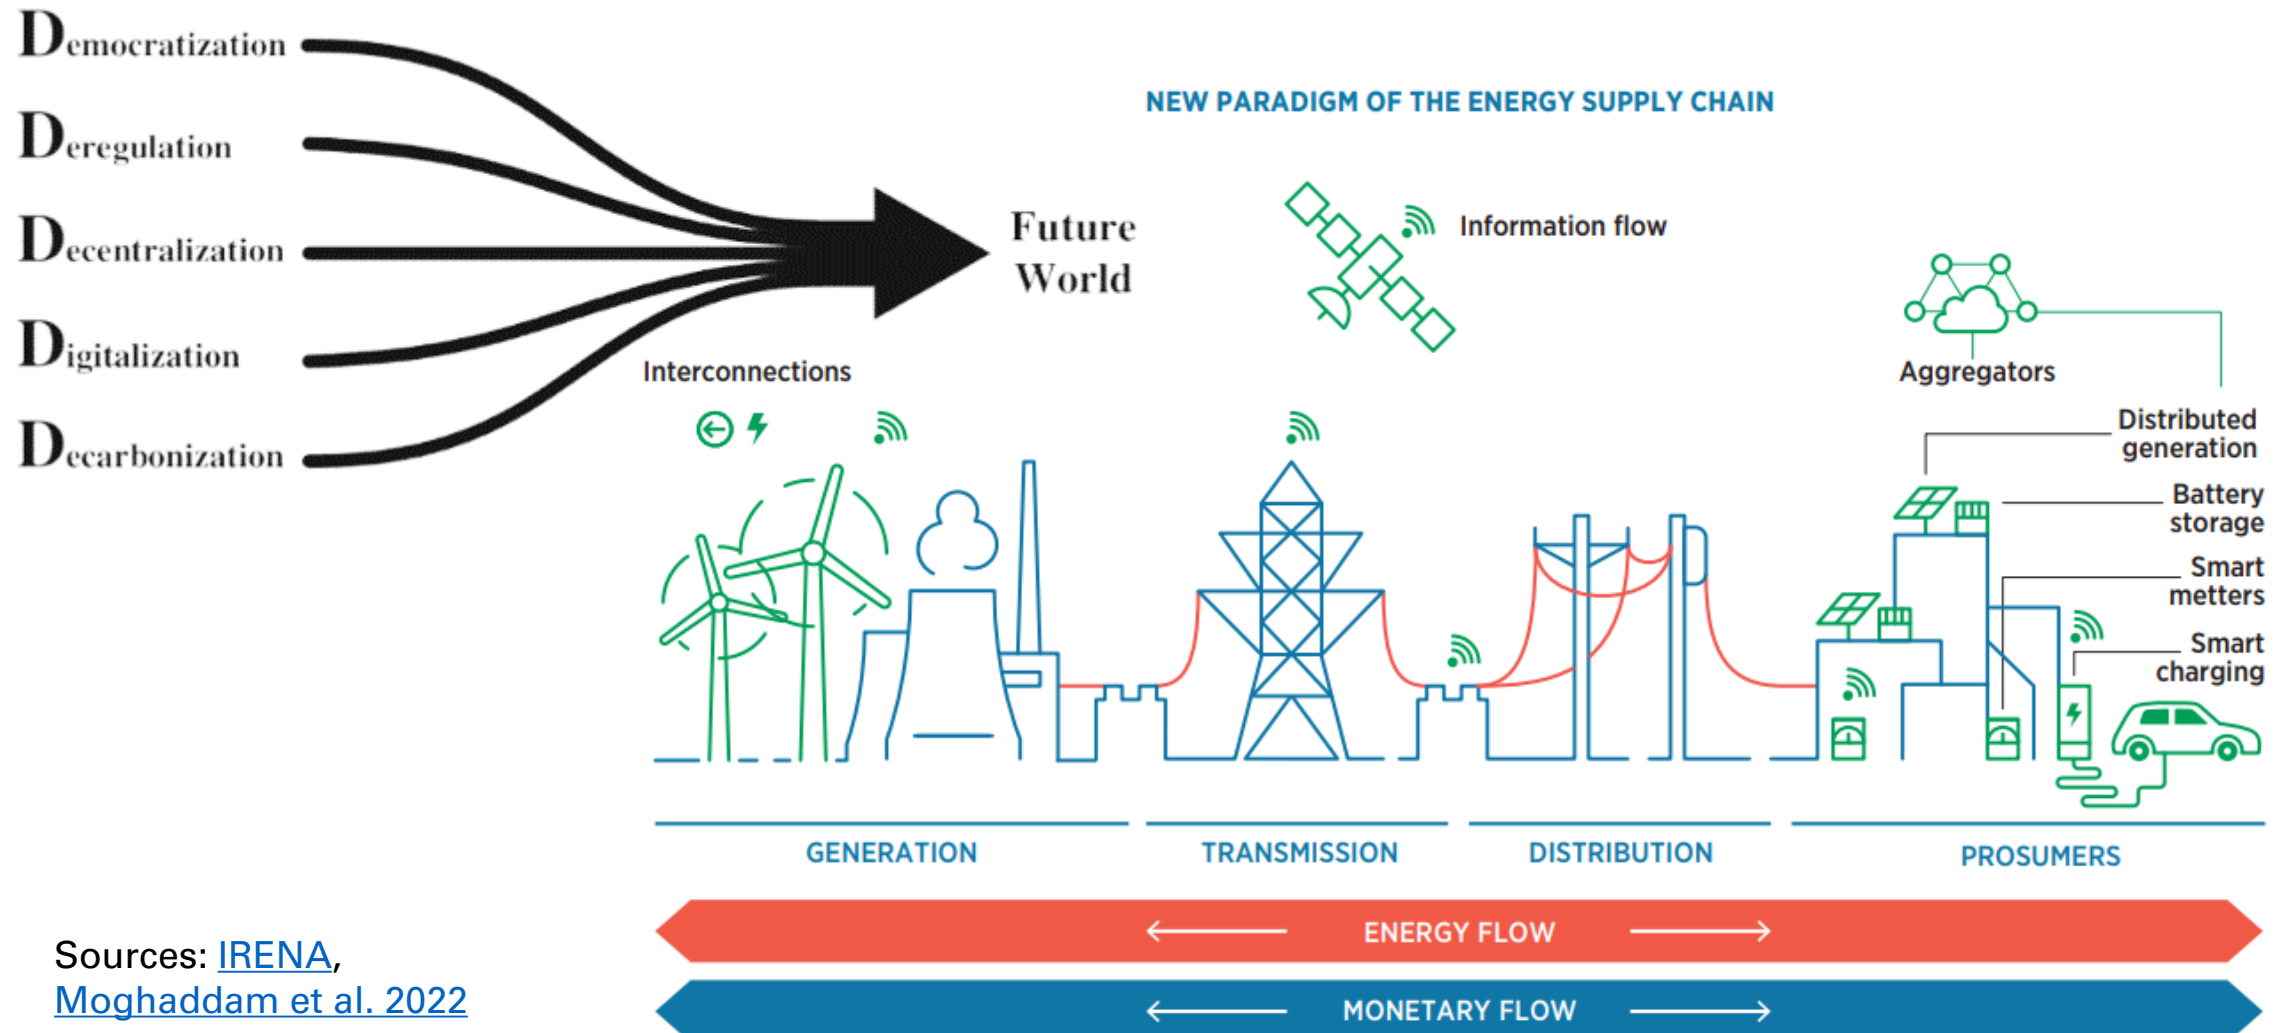 Democratization
Deregulation
Decentralization
Digitalization
Decarbonization
Future
World
NEW PARADIGM OF THE ENERGY SUPPLY CHAIN
Information flow
Interconnections
Aggregators
Distributed
generation
Battery
storage
Smart
metters
Smart
charging
GENERATION
TRANSMISSION
DISTRIBUTION
PROSUMERS
ENERGY FLOW
MONETARY FLOW
Sources: IRENA,
Moghaddam et al. 2022